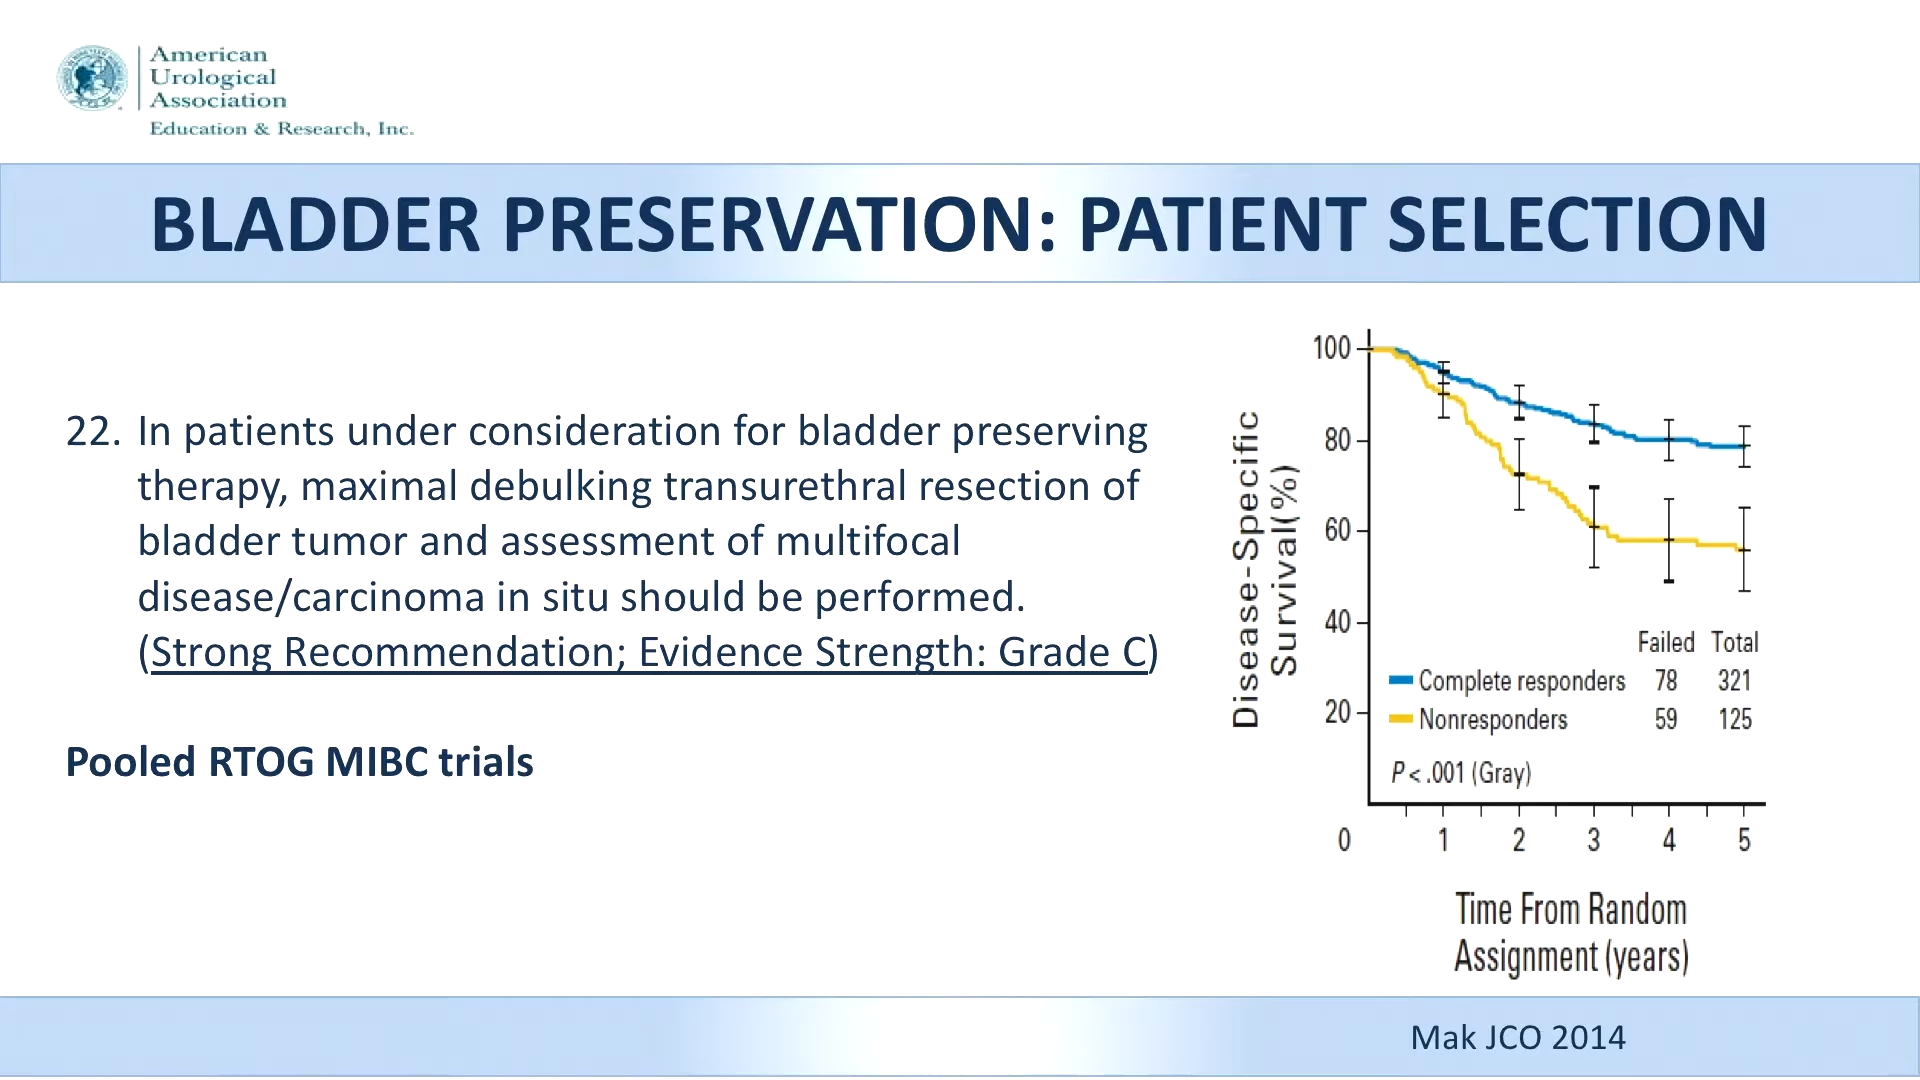 American
Urological
Association
Education & Research, Inc.
BLADDER PRESERVATION: PATIENT SELECTION
22. In patients under consideration for bladder preserving
therapy, maximal debulking transurethral resection of
bladder tumor and assessment of multifocal
disease/carcinoma in situ should be performed.
(Strong Recommendation; Evidence Strength: Grade C)
Pooled RTOG MIBC trials
Disease-Specific
Survival(%)
100
80
60
40
20
Failed Total
Complete responders 78 321
Nonresponders 59 125
P < .001 (Gray)
0 1 2 3 4 5
Time From Random
Assignment (years)
Mak JCO 2014